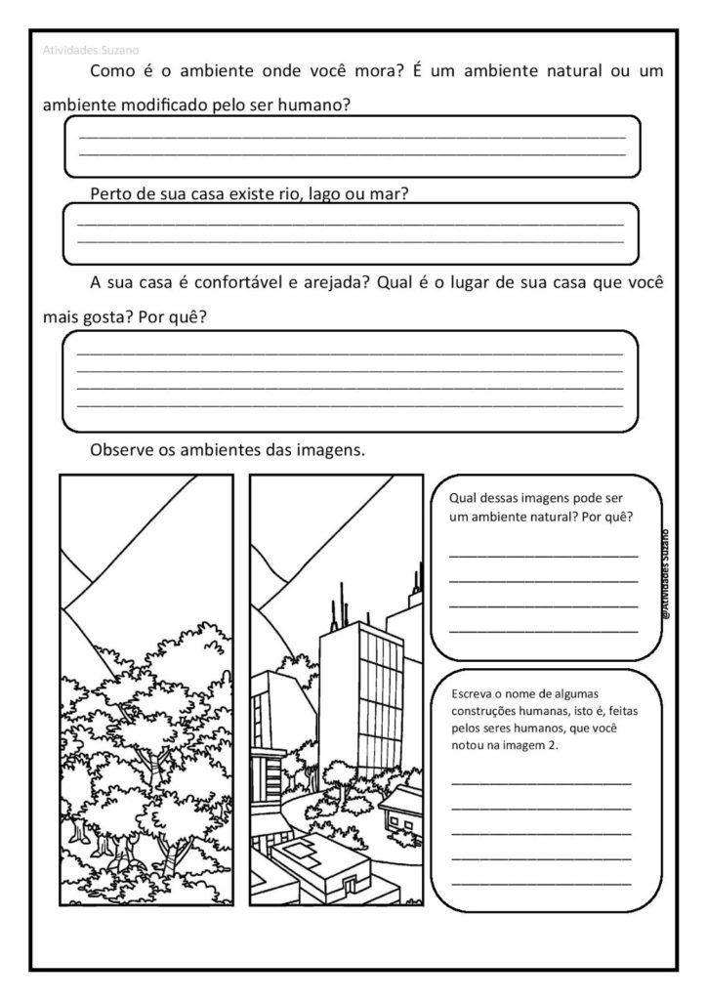 Atividades Suzano
Como é o ambiente onde você mora? É um ambiente natural ou um
ambiente modificado pelo ser humano?
Perto de sua casa existe rio, lago ou mar?
A sua casa é confortável e arejada? Qual é o lugar de sua casa que você
mais gosta? Por quê?
Observe os ambientes das imagens.
Qual dessas imagens pode ser
um ambiente natural? Por quê?
@Atividades Suzano
Escreva o nome de algumas
construções humanas, isto é, feitas
pelos seres humanos, que você
notou na imagem 2.